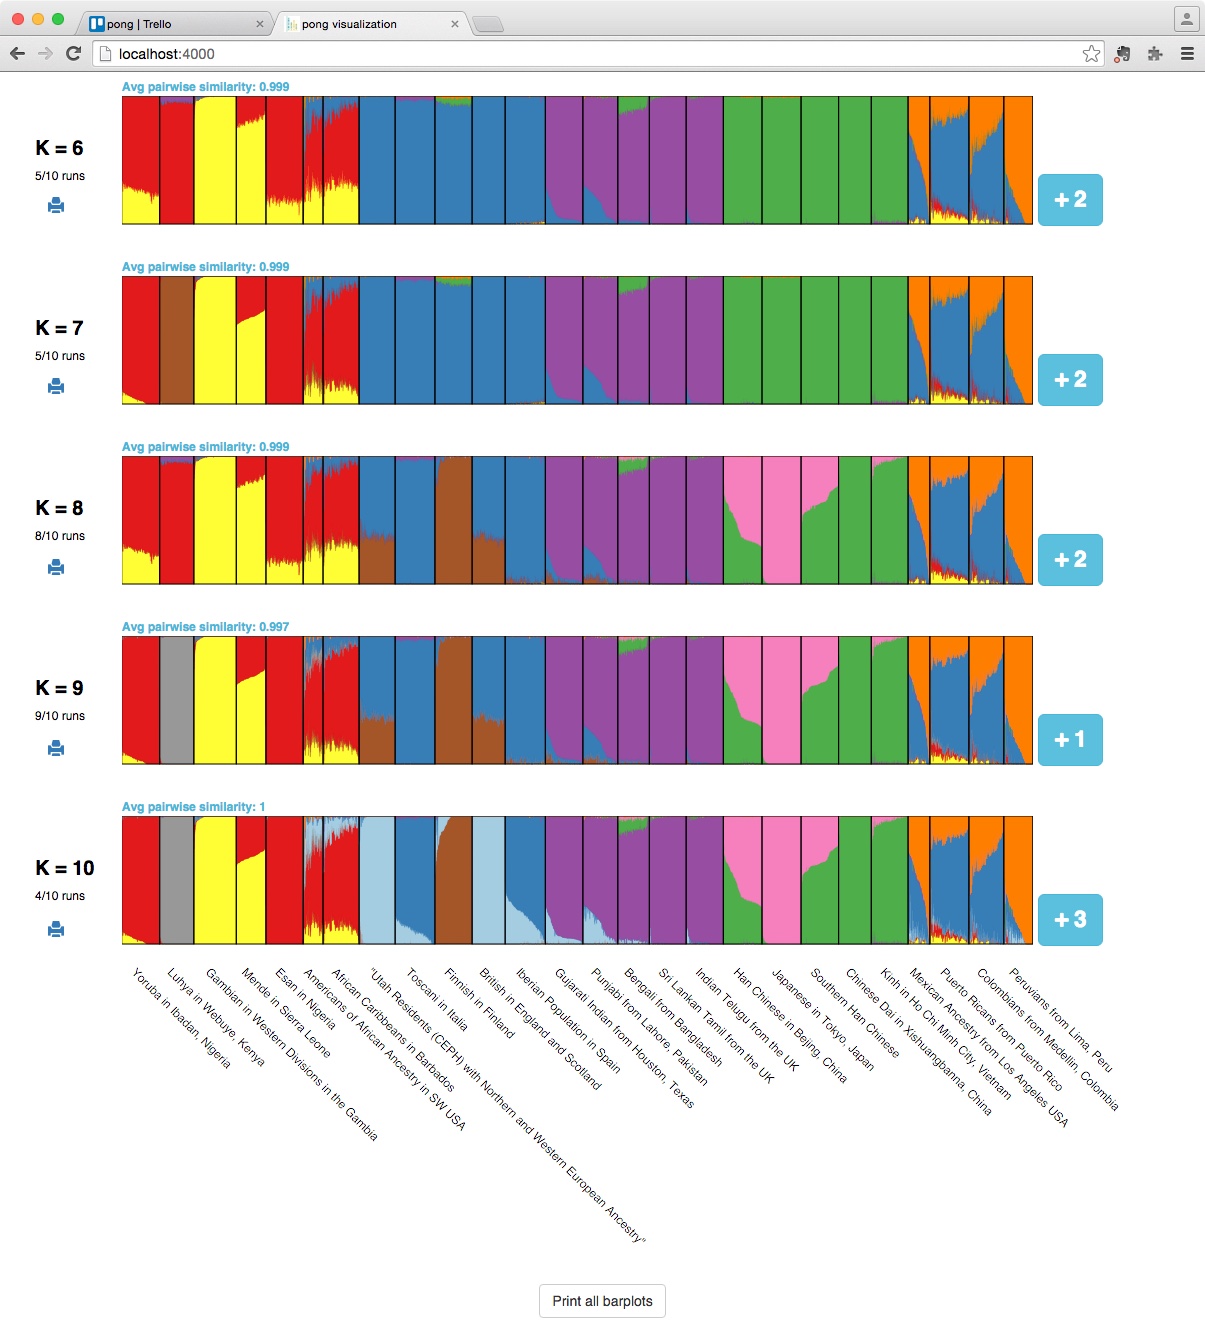 pong | Trello
pong visualization
localhost:4000
Avg pairwise similarity: 0.999
K = 6
5/10 runs
+ 2
Avg pairwise similarity: 0.999
K = 7
5/10 runs
+ 2
Avg pairwise similarity: 0.999
K = 8
8/10 runs
+ 2
Avg pairwise similarity: 0.997
K = 9
9/10 runs
+ 1
Avg pairwise similarity: 1
K = 10
4/10 runs
+ 3
Yoruba in Ibadan, Nigeria
Luhya in Webuye, Kenya
Gambian in Western Divisions in the Gambia
Mende in Sierra Leone
Esan in Nigeria
Americans of African Ancestry in SW USA
African Caribbeans in Barbados
"Utah Residents (CEPH) with Northern and Western European Ancestry"
Toscani in Italia
Finnish in Finland
British in England and Scotland
Iberian Population in Spain
Gujarati Indian from Houston, Texas
Punjabi from Lahore, Pakistan
Bengali from Bangladesh
Sri Lankan Tamil from the UK
Indian Telugu from the UK
Han Chinese in Bejing, China
Japanese in Tokyo, Japan
Southern Han Chinese
Chinese Dai in Xishuangbanna, China
Kinh in Ho Chi Minh City, Vietnam
Mexican Ancestry from Los Angeles USA
Puerto Ricans from Puerto Rico
Colombians from Medellin, Colombia
Peruvians from Lima, Peru
Print all barplots